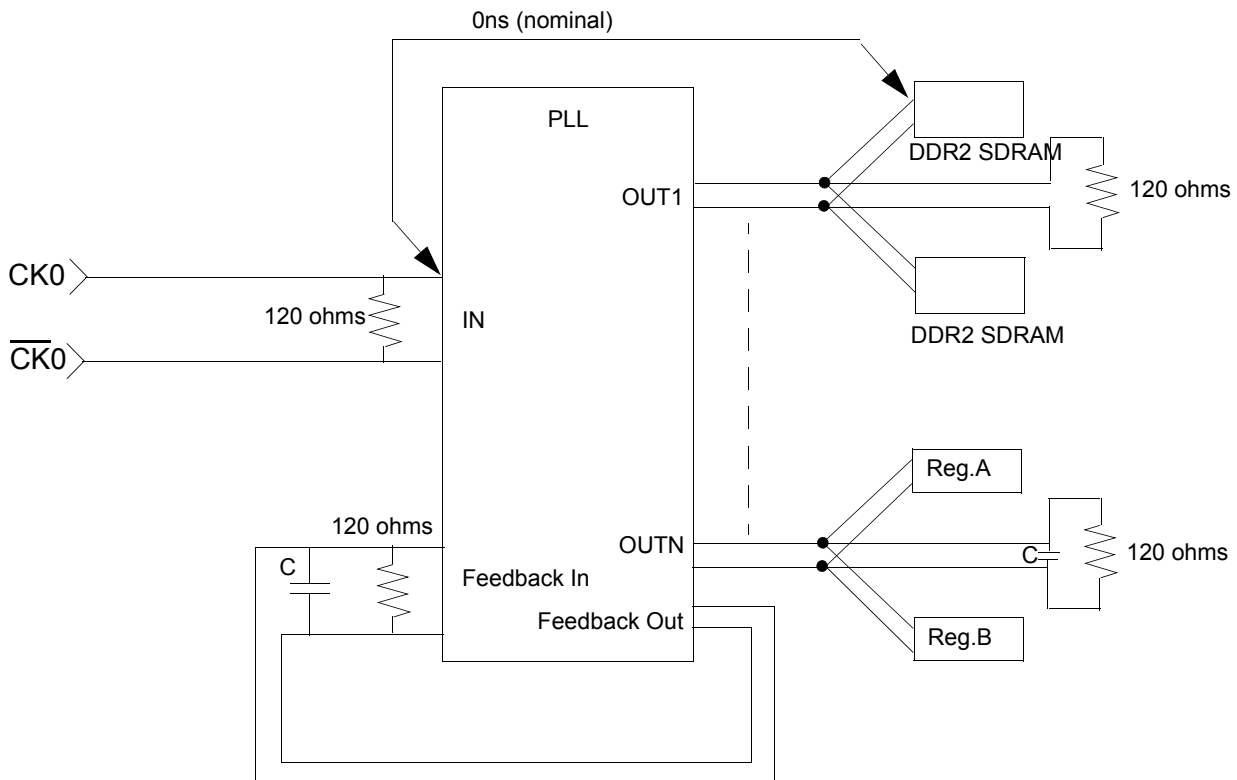 0ns (nominal)
PLL
DDR2 SDRAM
OUT1
120 ohms
CK0
120 ohms
IN
C̅K̅0
DDR2 SDRAM
Reg.A
120 ohms
OUTN
C
120 ohms
C
Feedback In
Feedback Out
Reg.B